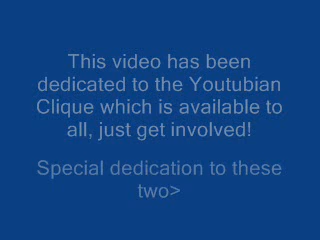 This video has been
dedicated to the Youtubian
Clique which is available to
all, just get involved!
Special dedication to these
two>